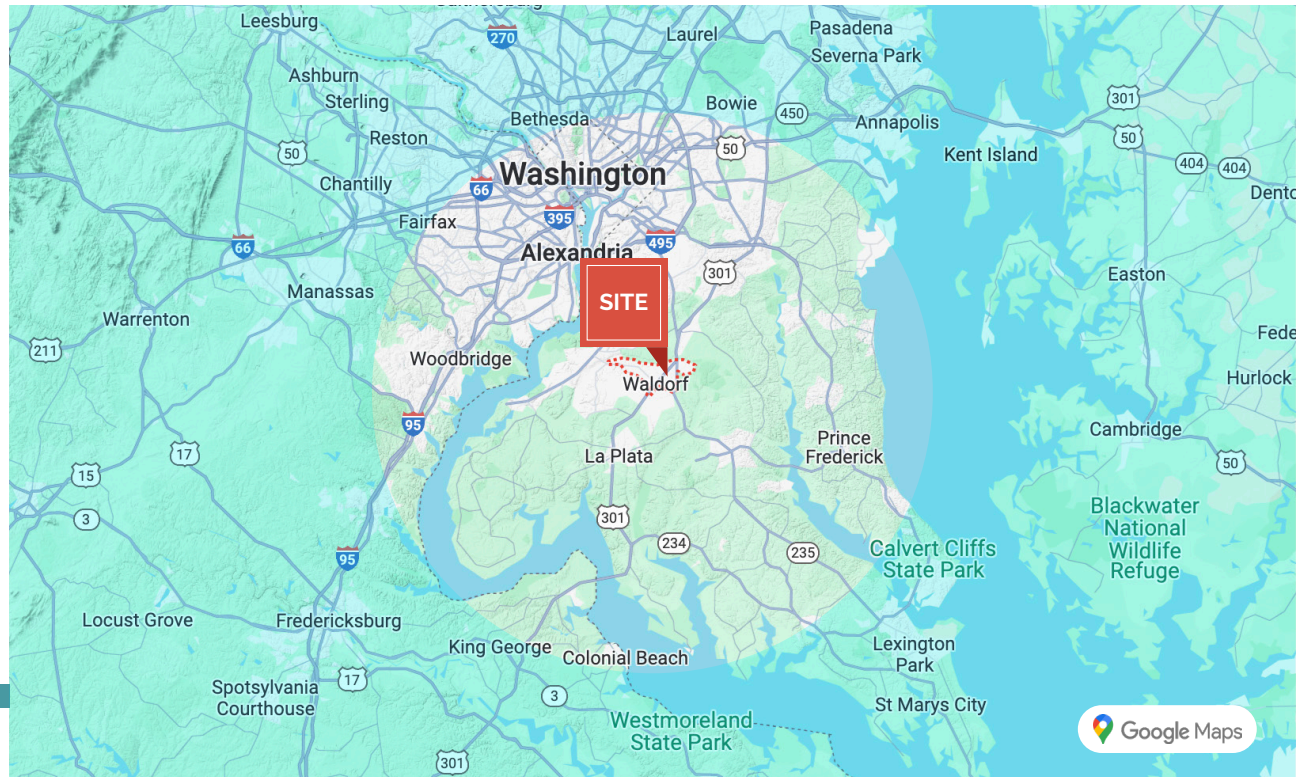 Leesburg
270
Laurel
Pasadena
Severna Park
Ashburn
Sterling
Bowie
450
301
Bethesda
Annapolis
Reston
50
50
50
Kent Island
404
404
Washington
Chantilly
66
395
Fairfax
66
Alexandria
495
301
Easton
Manassas
SITE
Warrenton
211
Woodbridge
Waldorf
Hurlock
95
Cambridge
17
La Plata
Prince
Frederick
50
15
3
301
Blackwater
National
Wildlife
Refuge
234
235
Calvert Cliffs
State Park
95
Locust Grove
Fredericksburg
King George
Colonial Beach
Lexington
Park
17
Spotsylvania
Courthouse
3
St Marys City
Westmoreland
State Park
301
Google Maps